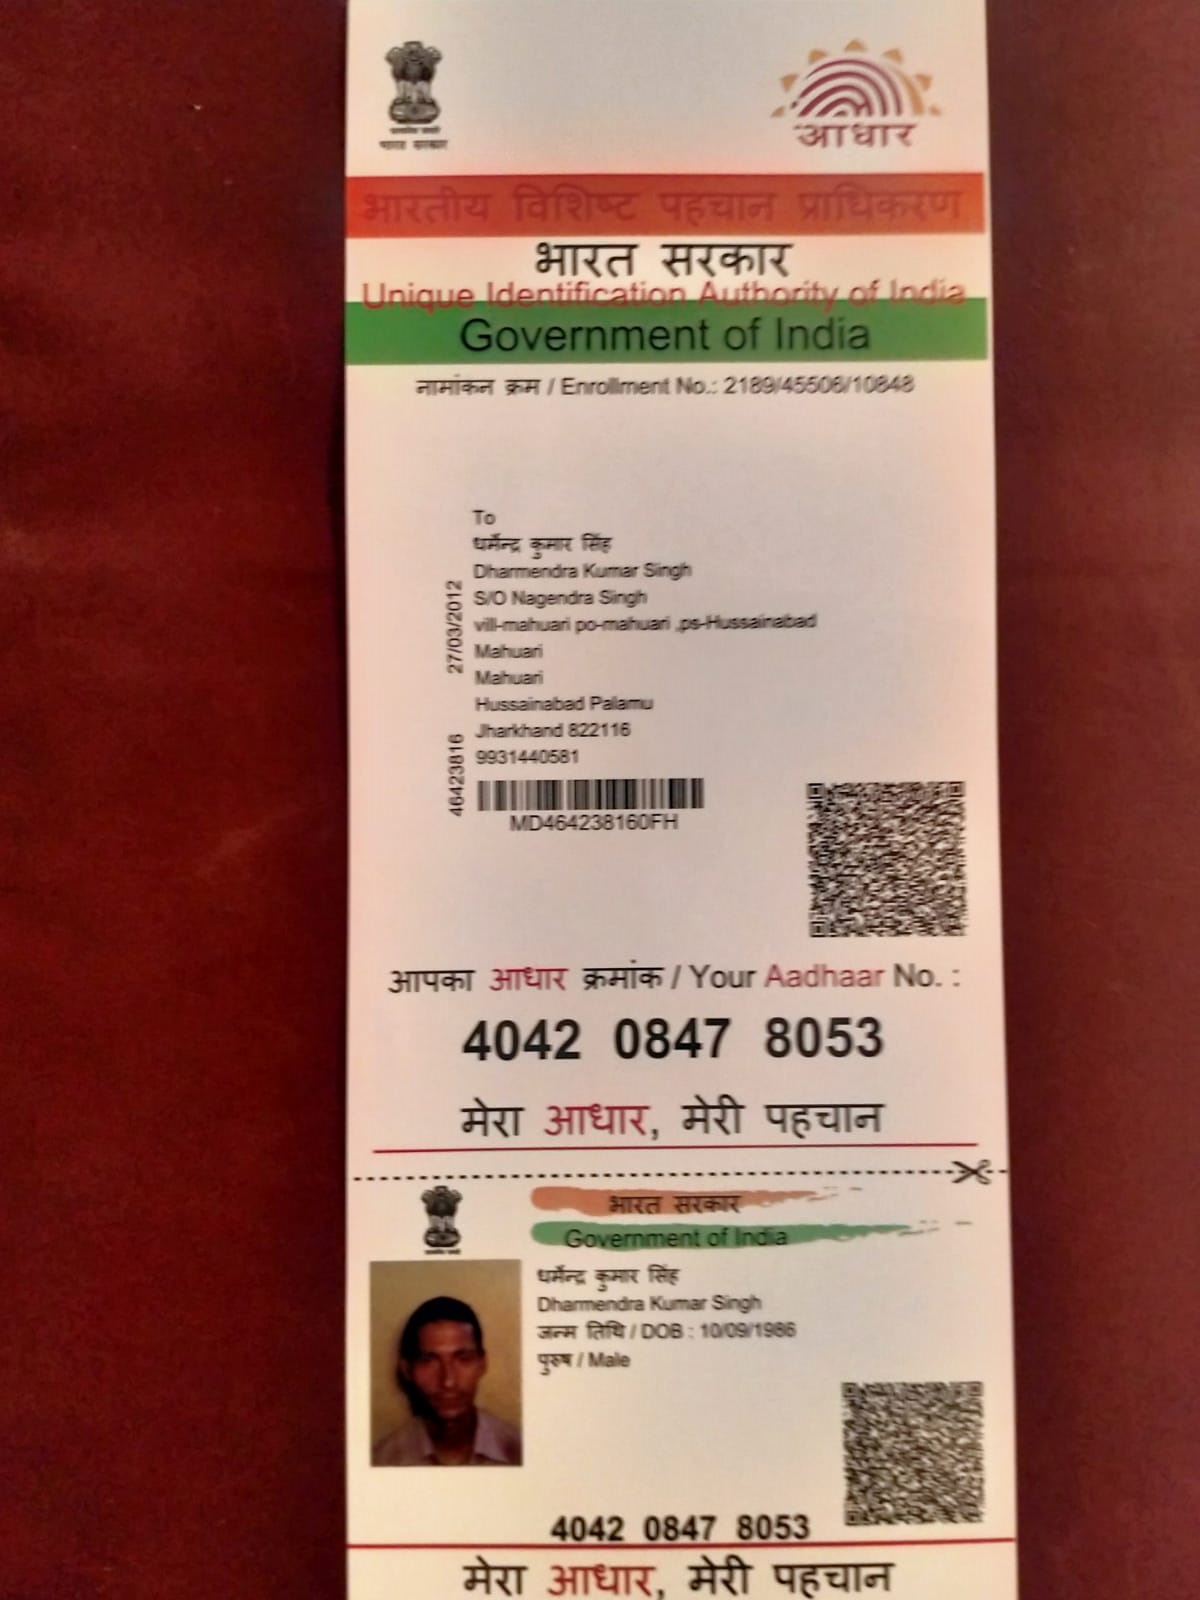 भारत सरकार
आधार
भारतीय विशिष्ट पहचान प्राधिकरण
भारत सरकार
Unique Identification Authority of India
Government of India
नामांकन क्रम / Enrollment No.: 2189/45506/10848
To
धर्मेन्द्र कुमार सिंह
Dharmendra Kumar Singh
S/O Nagendra Singh
vill-mahuari po-mahuari ,ps-Hussainabad
Mahuari
Mahuari
Hussainabad Palamu
Jharkhand 822116
9931440581
27/03/2012
46423816
MD464238160FH
आपका आधार क्रमांक / Your Aadhaar No. :
4042 0847 8053
मेरा आधार, मेरी पहचान
भारत सरकार
Government of India
धर्मेन्द्र कुमार सिंह
Dharmendra Kumar Singh
जन्म तिथि / DOB : 10/09/1986
पुरुष / Male
4042 0847 8053
मेरा आधार, मेरी पहचान